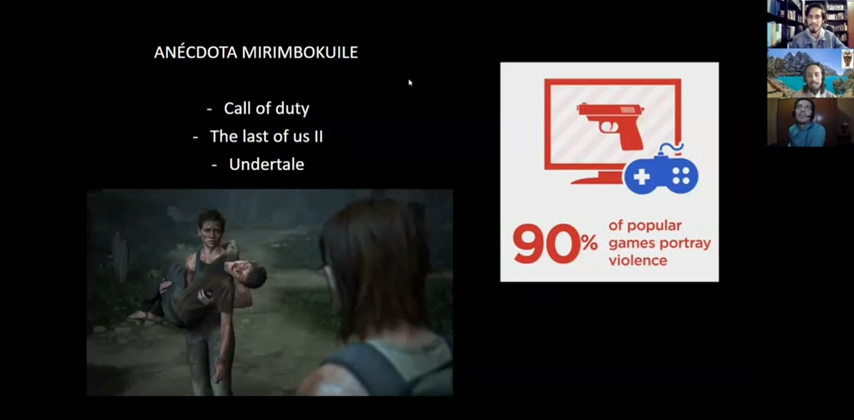 ANÉCDOTA MIRIMBOKUILE
- Call of duty
- The last of us II
- Undertale
90% of popular
games portray
violence